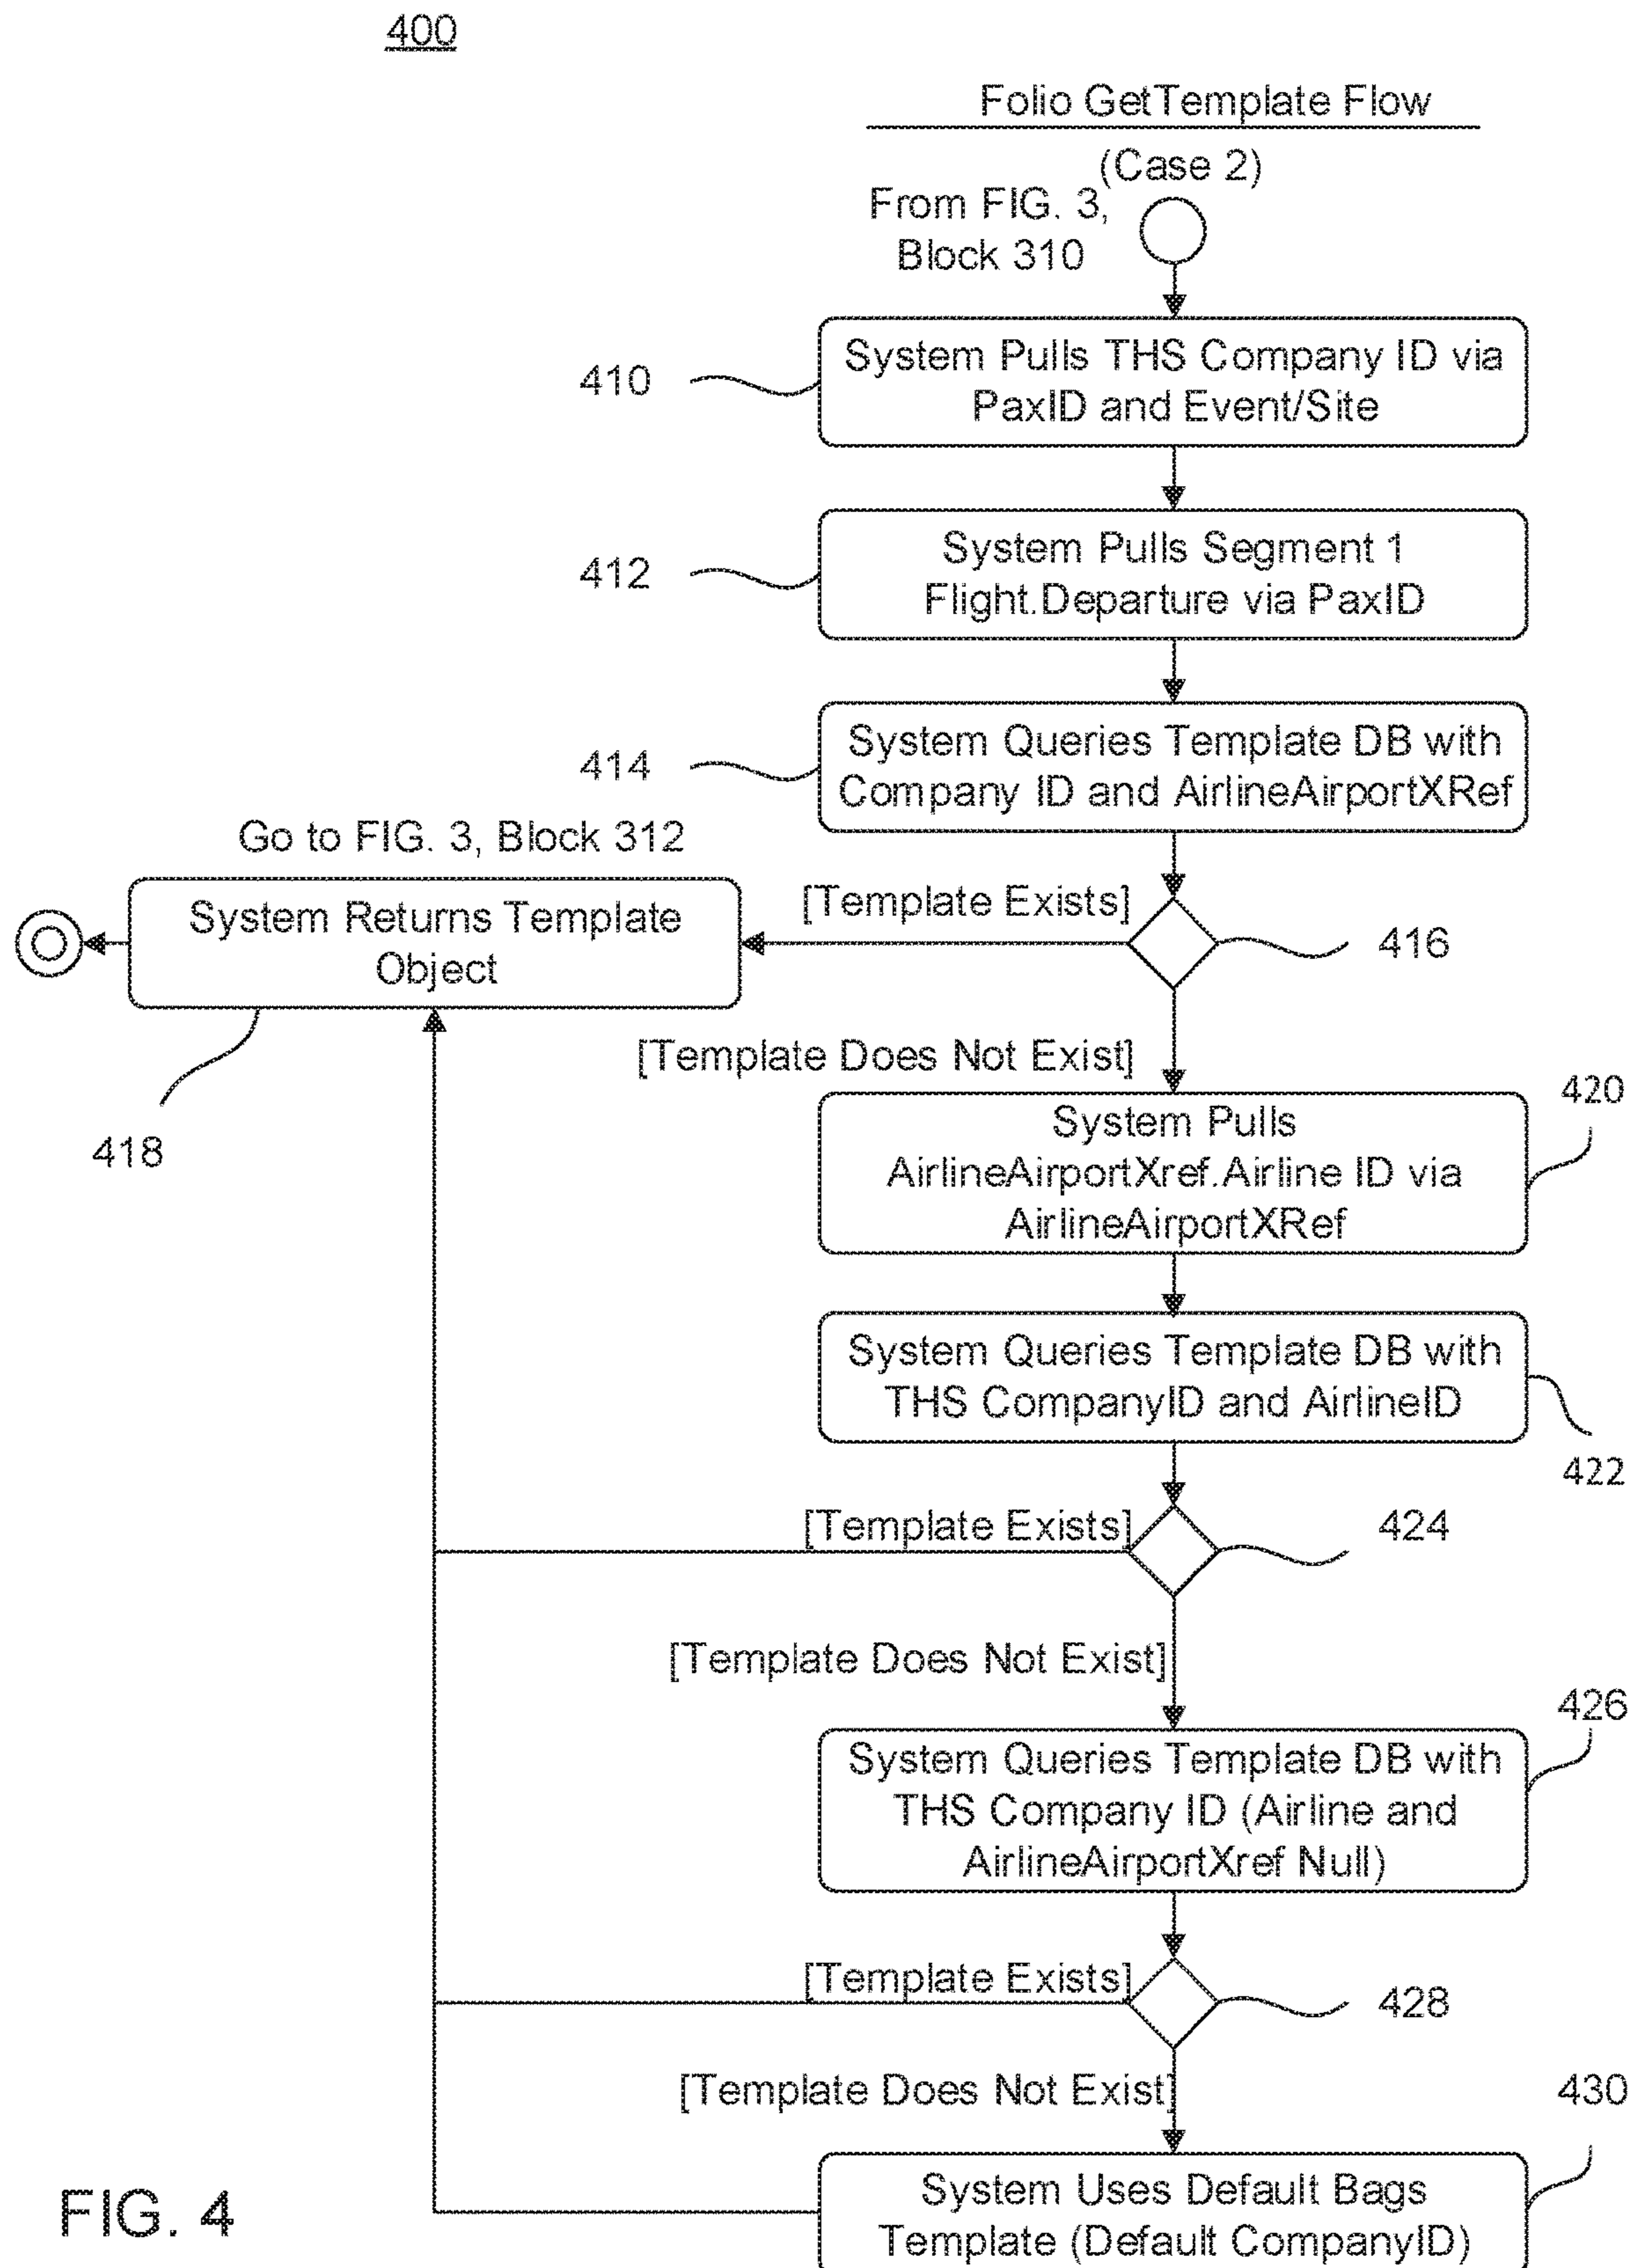 400
Folio GetTemplate Flow
(Case 2)
From FIG. 3,
Block 310
System Pulls THS Company ID via
PaxID and Event/Site
410
System Pulls Segment 1
Flight.Departure via PaxID
412
System Queries Template DB with
Company ID and AirlineAirportXRef
414
Go to FIG. 3, Block 312
System Returns Template
Object
[Template Exists]
416
418
[Template Does Not Exist]
System Pulls
AirlineAirportXref.Airline ID via
AirlineAirportXRef
420
System Queries Template DB with
THS CompanyID and AirlineID
422
[Template Exists]
424
[Template Does Not Exist]
System Queries Template DB with
THS Company ID (Airline and
AirlineAirportXref Null)
426
[Template Exists]
428
[Template Does Not Exist]
System Uses Default Bags
Template (Default CompanyID)
430
FIG. 4